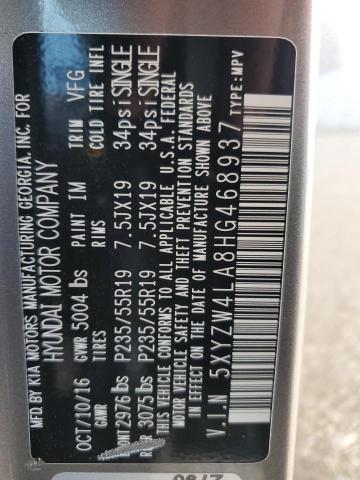 MFD.BY KIA MOTORS MANUFACTURING GEORGIA, INC. FOR
HYUNDAI MOTOR COMPANY
OCT/10/16 GVWR 5004 lbs PAINT IM TRIM VFG
GAWR TIRES RIMS COLD TIRE INFL
FRONT 2976 lbs P235/55R19 7.5JX19 34psi SINGLE
REAR 3075 lbs P235/55R19 7.5JX19 34psi SINGLE
THIS VEHICLE CONFORMS TO ALL APPLICABLE U.S.A. FEDERAL
MOTOR VEHICLE SAFETY AND THEFT PREVENTION STANDARDS
IN EFFECT ON THE DATE OF MANUFACTURE SHOWN ABOVE
V.I.N 5XYZW4LA8HG468937 TYPE:MPV